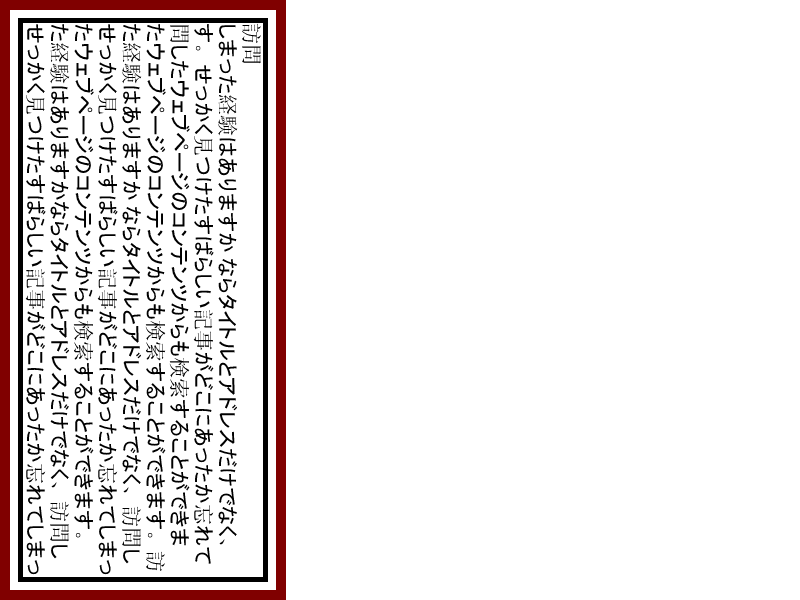 せっかく見つけたすばらしい記事がどこにあったか忘れてしまっ
た経験はありますかならタイトルとアドレスだけでなく、訪問し
たウェブページのコンテンツからも検索することができます。
せっかく見つけたすばらしい記事がどこにあったか忘れてしまっ
た経験はありますか ならタイトルとアドレスだけでなく、訪問し
たウェブページのコンテンツからも検索することができます。訪
問したウェブページのコンテンツからも検索することができま
す。せっかく見つけたすばらしい記事がどこにあったか忘れて
しまった経験はありますか ならタイトルとアドレスだけでなく、
訪問